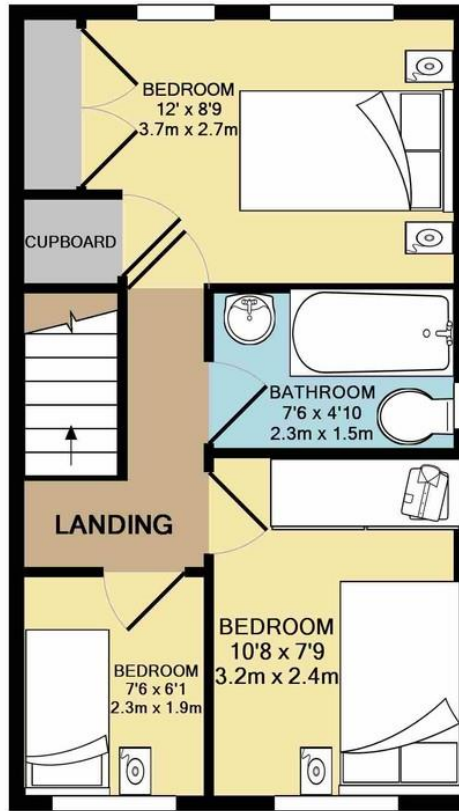 BEDROOM
12' x 8'9
3.7m x 2.7m
CUPBOARD
BATHROOM
7'6 x 4'10
2.3m x 1.5m
LANDING
BEDROOM
10'8 x 7'9
3.2m x 2.4m
BEDROOM
7'6 x 6'1
2.3m x 1.9m